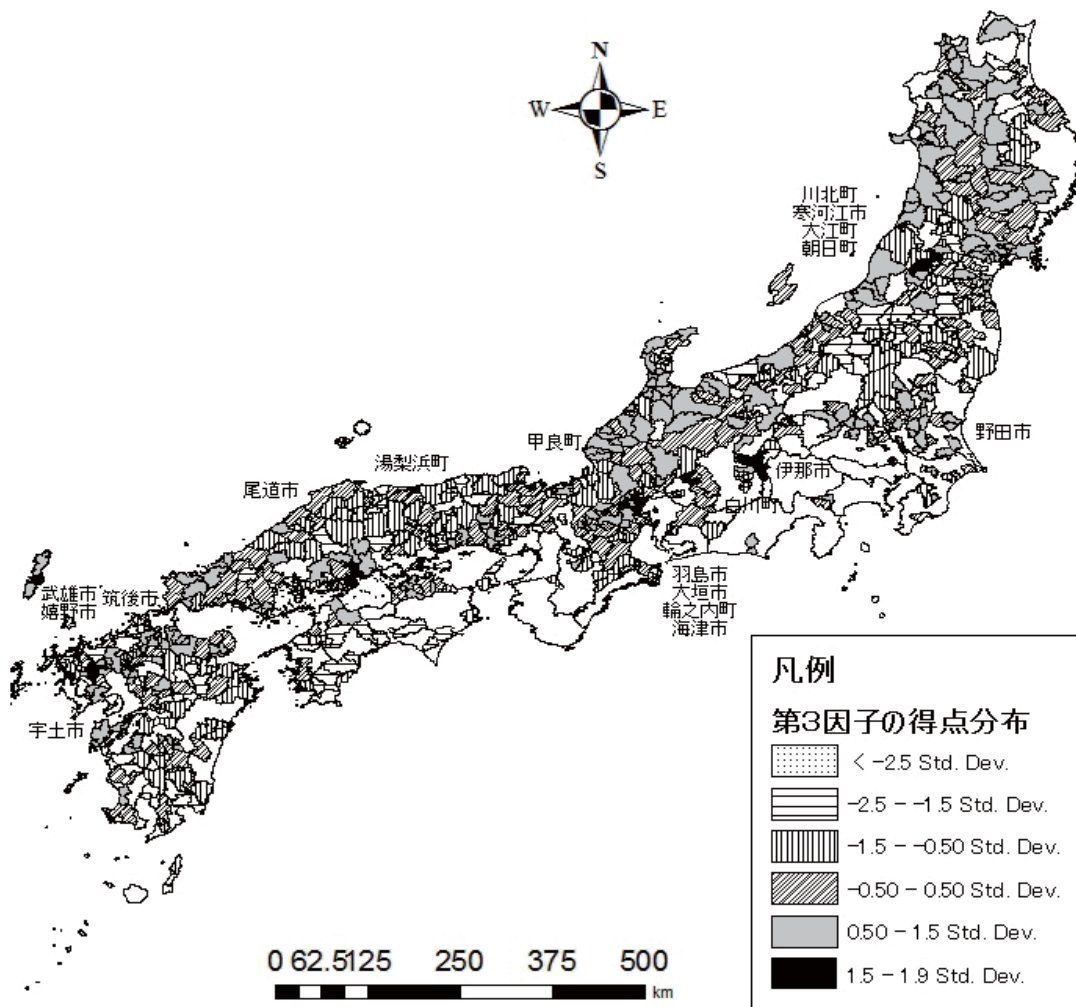 N
W
E
S
川北町
寒河江市
大江町
朝日町
野田市
甲良町
湯梨浜町
伊那市
尾道市
白川町
武雄市
嬉野市
筑後市
羽島市
大垣市
輪之内町
海津市
宇土市
凡例
第3因子の得点分布
< -2.5 Std. Dev.
-2.5 - -1.5 Std. Dev.
-1.5 - -0.50 Std. Dev.
-0.50 - 0.50 Std. Dev.
0.50 - 1.5 Std. Dev.
1.5 - 1.9 Std. Dev.
0 62.5125 250 375 500
km